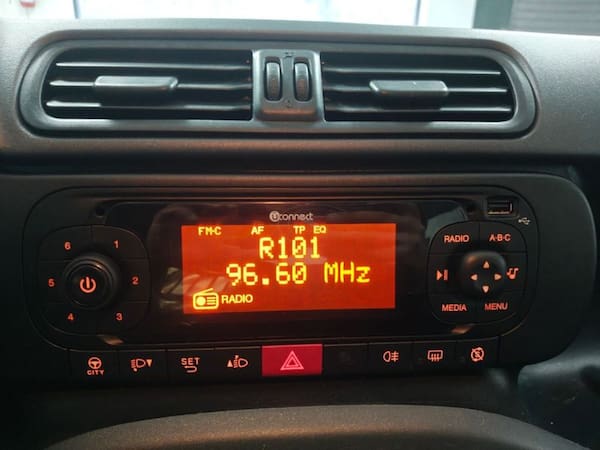 Uconnect
FM-C AF TP EQ
R101
96.60 MHz
RADIO
6 1
5 2
4 3
RADIO A-B-C
MEDIA MENU
CITY
SET